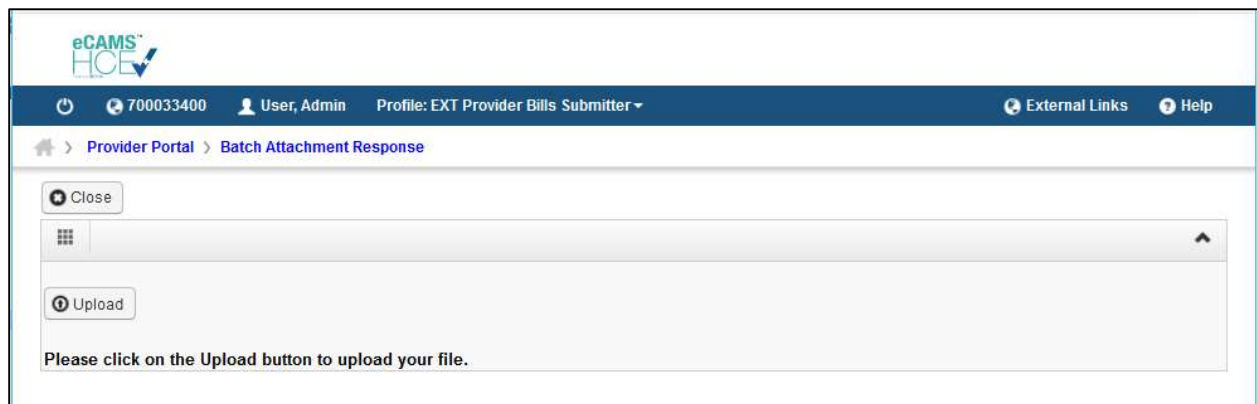 eCAMS™
HCE
700033400 User, Admin Profile: EXT Provider Bills Submitter External Links Help
> Provider Portal > Batch Attachment Response
Close
Upload
Please click on the Upload button to upload your file.